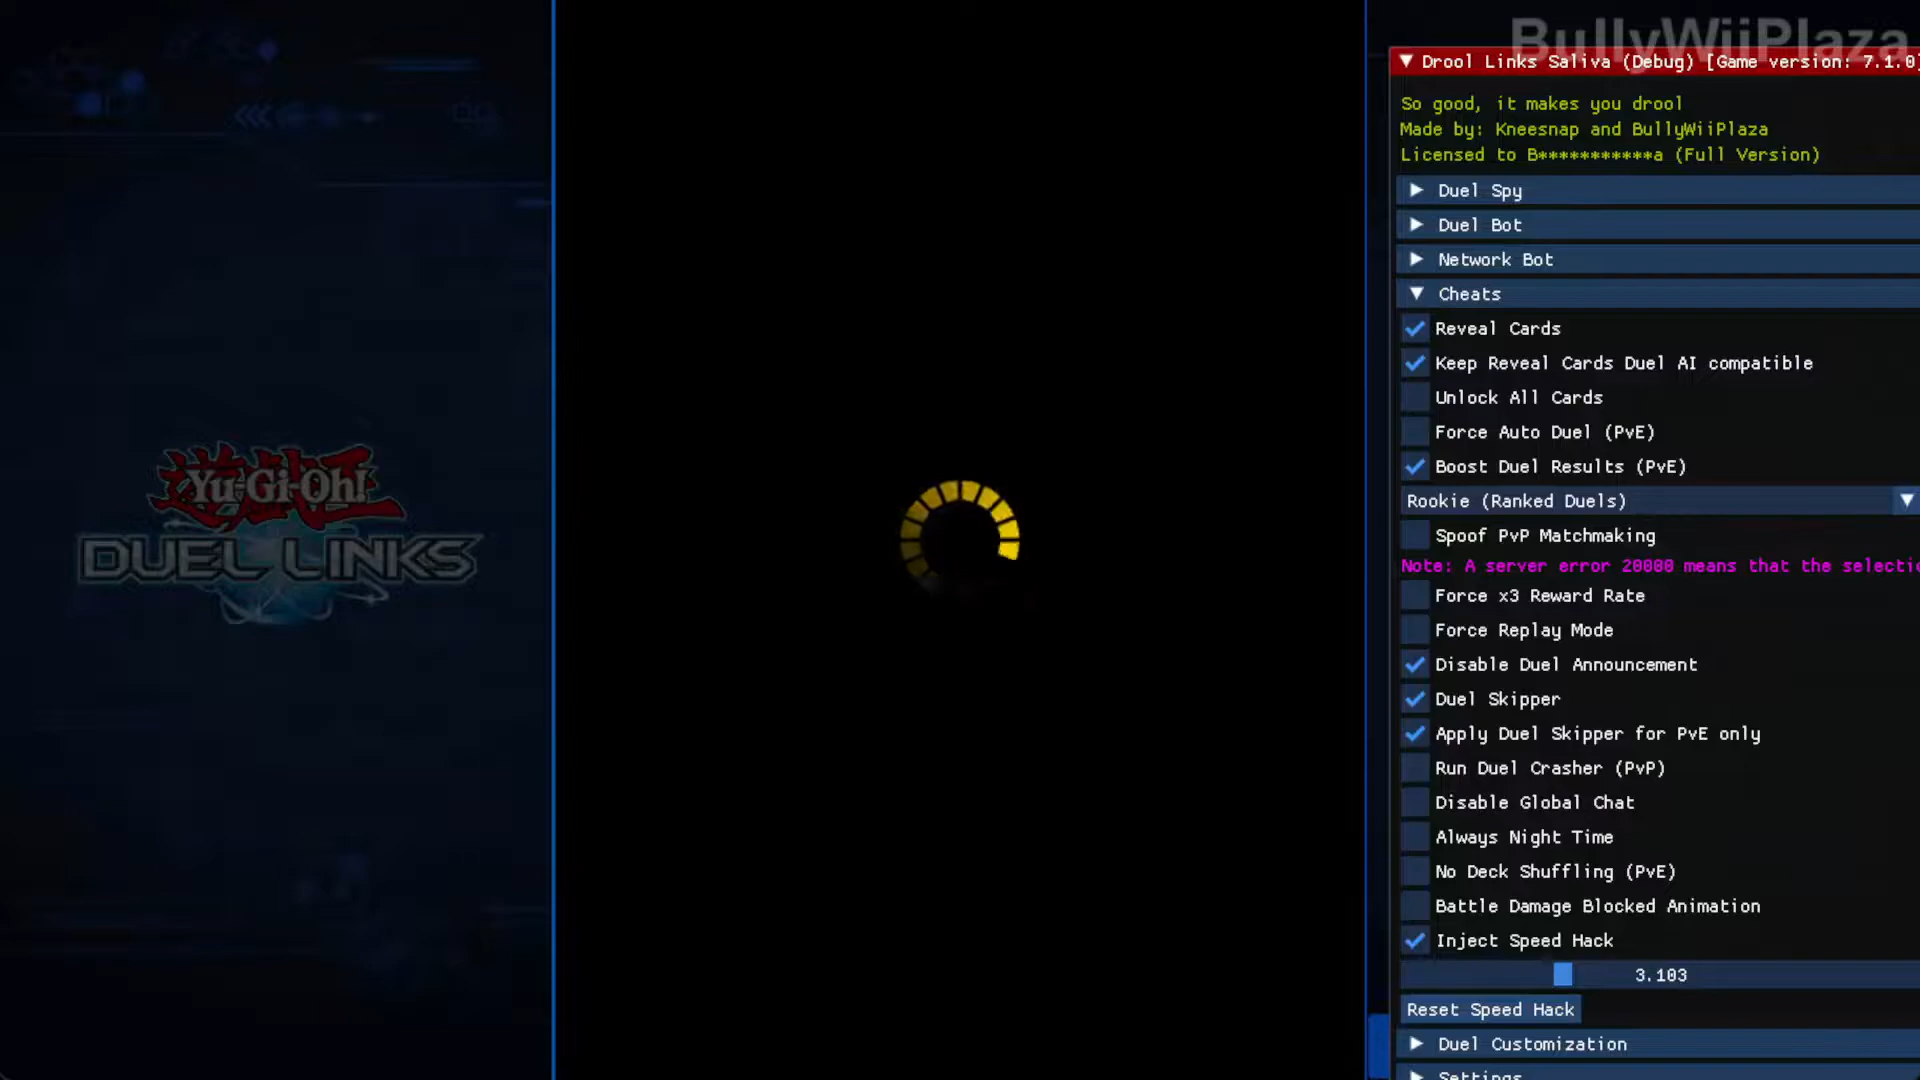 BullyWiiPlaza
Drool Links Saliva (Debug) [Game version: 7.1.0]
So good, it makes you drool
Made by: Kneesnap and BullyWiiPlaza
Licensed to B***********a (Full Version)
Duel Spy
Duel Bot
Network Bot
Cheats
Reveal Cards
Keep Reveal Cards Duel AI compatible
Unlock All Cards
Force Auto Duel (PvE)
Boost Duel Results (PvE)
Rookie (Ranked Duels)
Spoof PvP Matchmaking
Note: A server error 20000 means that the selectio
Force x3 Reward Rate
Force Replay Mode
Disable Duel Announcement
Duel Skipper
Apply Duel Skipper for PvE only
Run Duel Crasher (PvP)
Disable Global Chat
Always Night Time
No Deck Shuffling (PvE)
Battle Damage Blocked Animation
Inject Speed Hack
3.103
Reset Speed Hack
Duel Customization
Settings
遊戯王
Yu-Gi-Oh!
DUEL LINKS